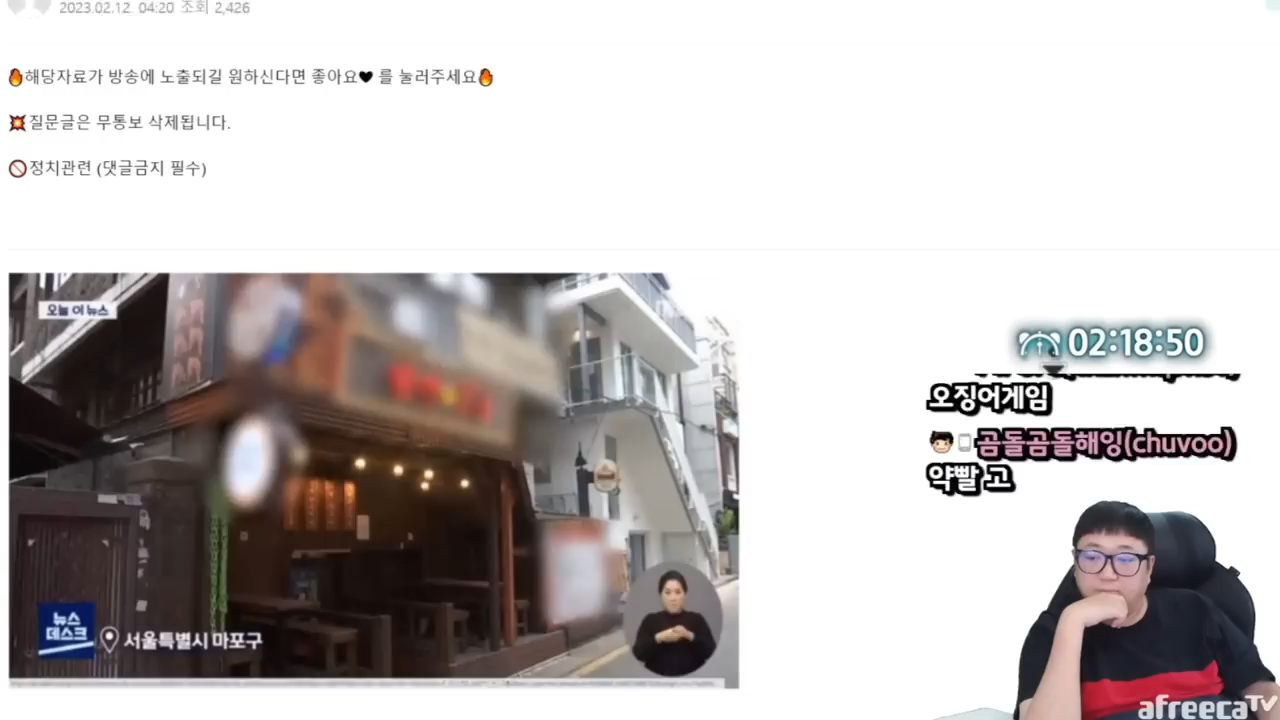 2023.02.12. 04:20 조회 2,426
🔥해당자료가 방송에 노출되길 원하신다면 좋아요🖤 를 눌러주세요🔥
💥질문글은 무통보 삭제됩니다.
🚫정치관련 (댓글금지 필수)
오늘 이 뉴스
02:18:50
오징어게임
곰돌곰돌해잉(chuvoo)
약빨 고
뉴스
데스크
서울특별시 마포구
afreecaTV